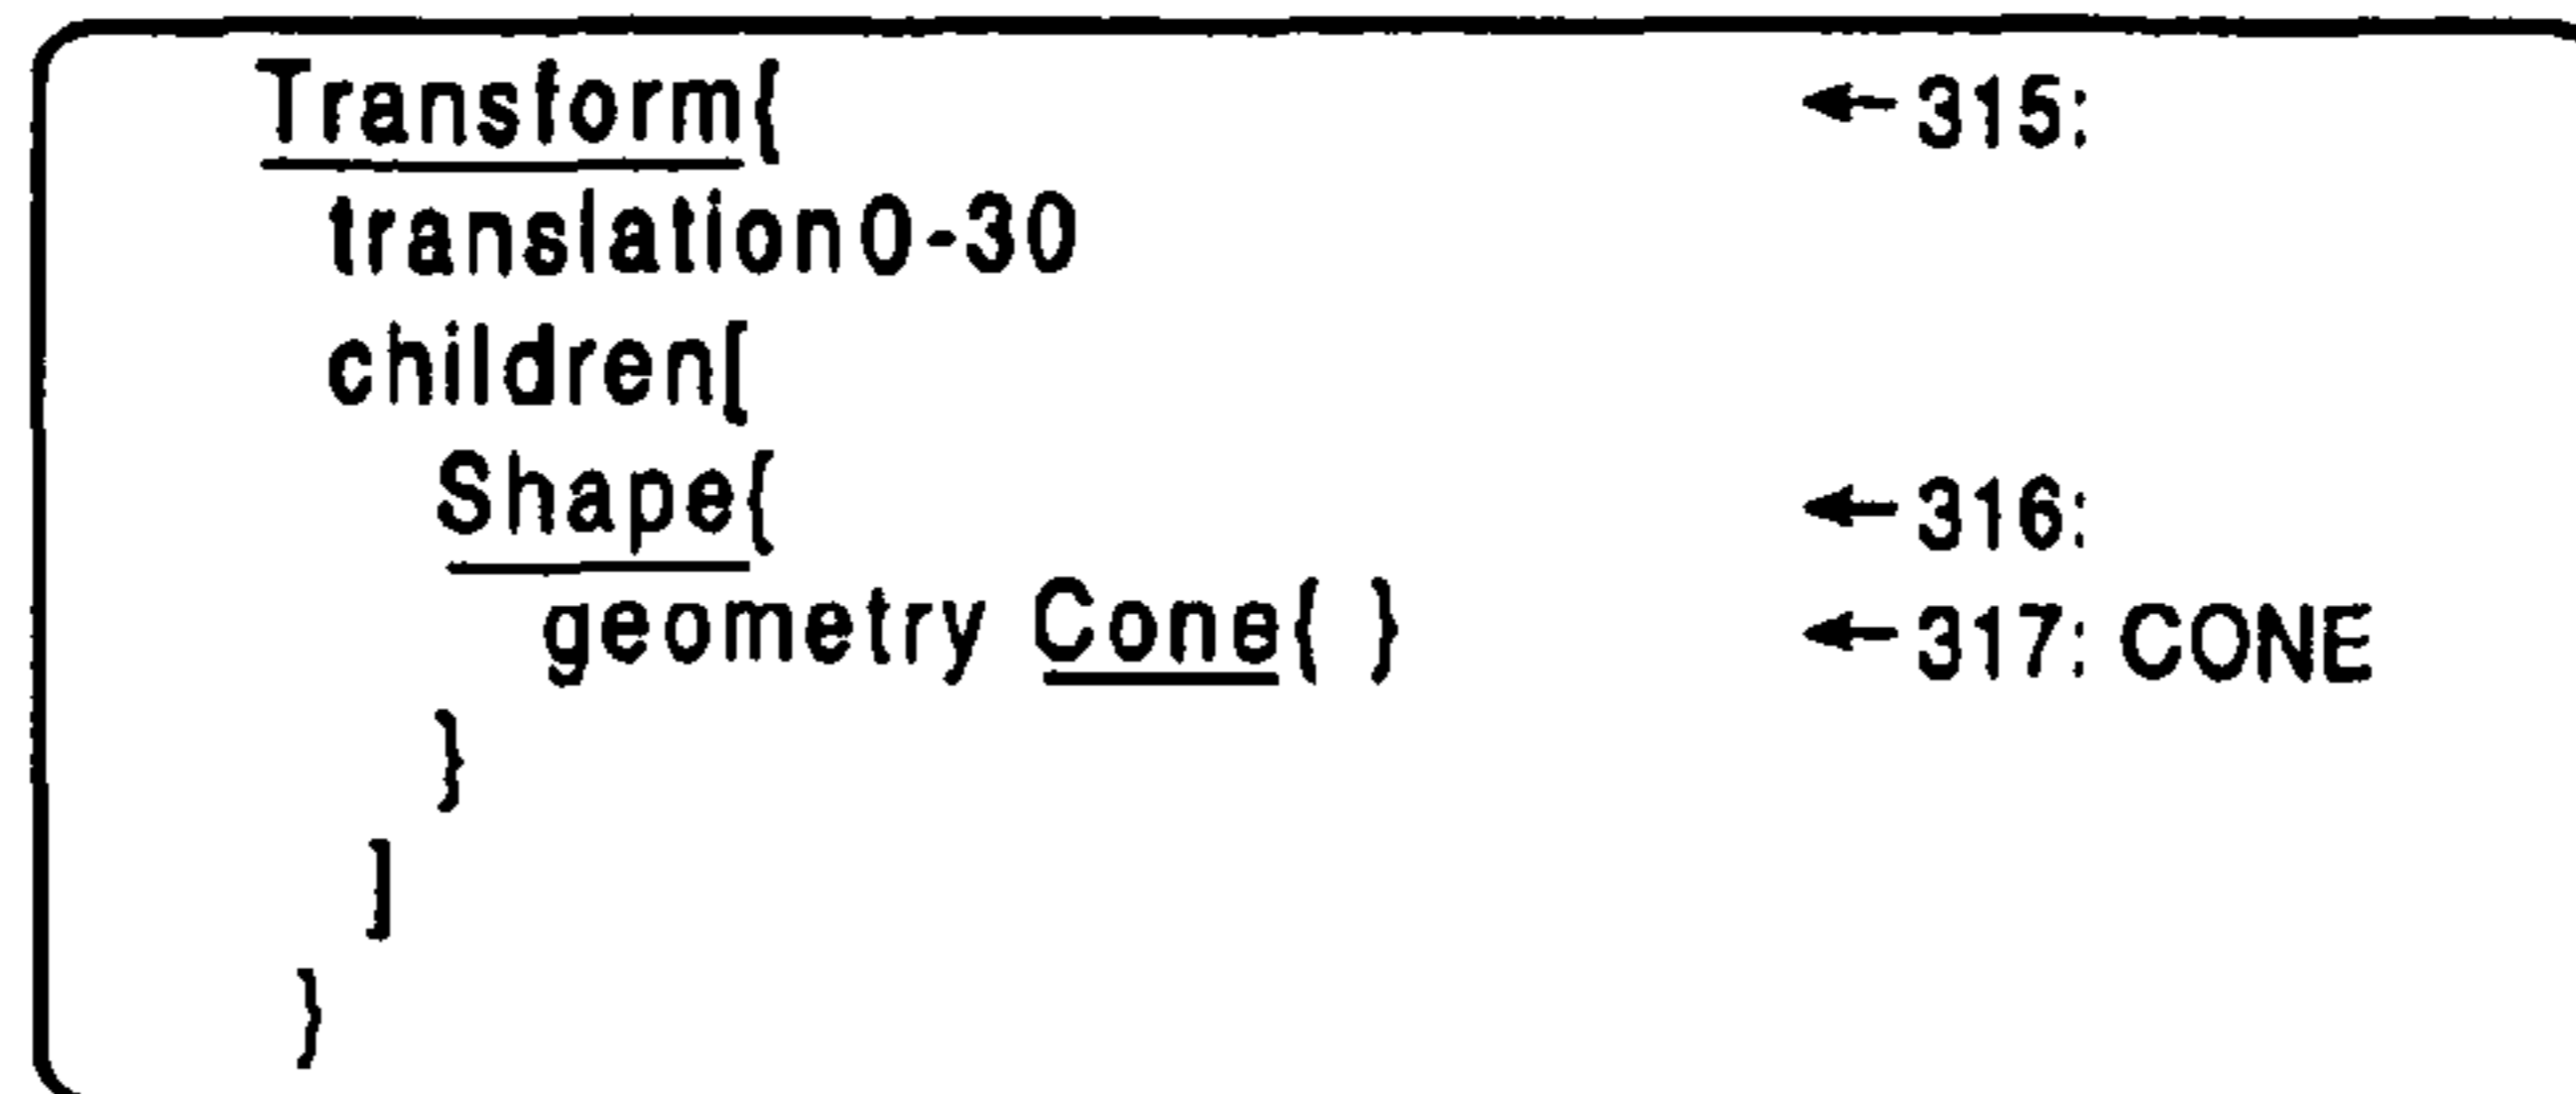 Transform{ ←315:
translation0-30
children[
Shape{ ←316:
geometry Cone{ } ←317: CONE
}
]
}